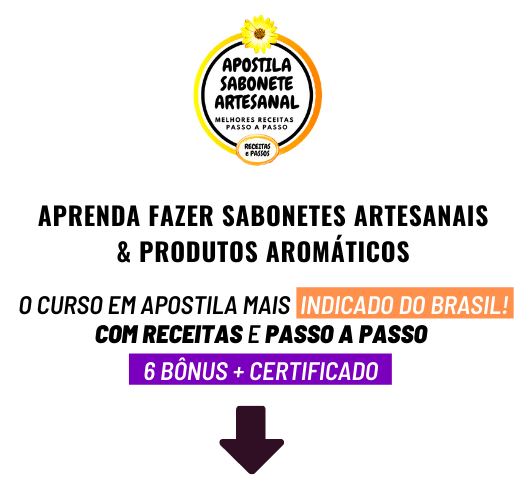 APOSTILA
SABONETE
ARTESANAL
MELHORES RECEITAS
PASSO A PASSO
RECEITAS
e PASSOS
APRENDA FAZER SABONETES ARTESANAIS
& PRODUTOS AROMÁTICOS
O CURSO EM APOSTILA MAIS INDICADO DO BRASIL!
COM RECEITAS E PASSO A PASSO
6 BÔNUS + CERTIFICADO